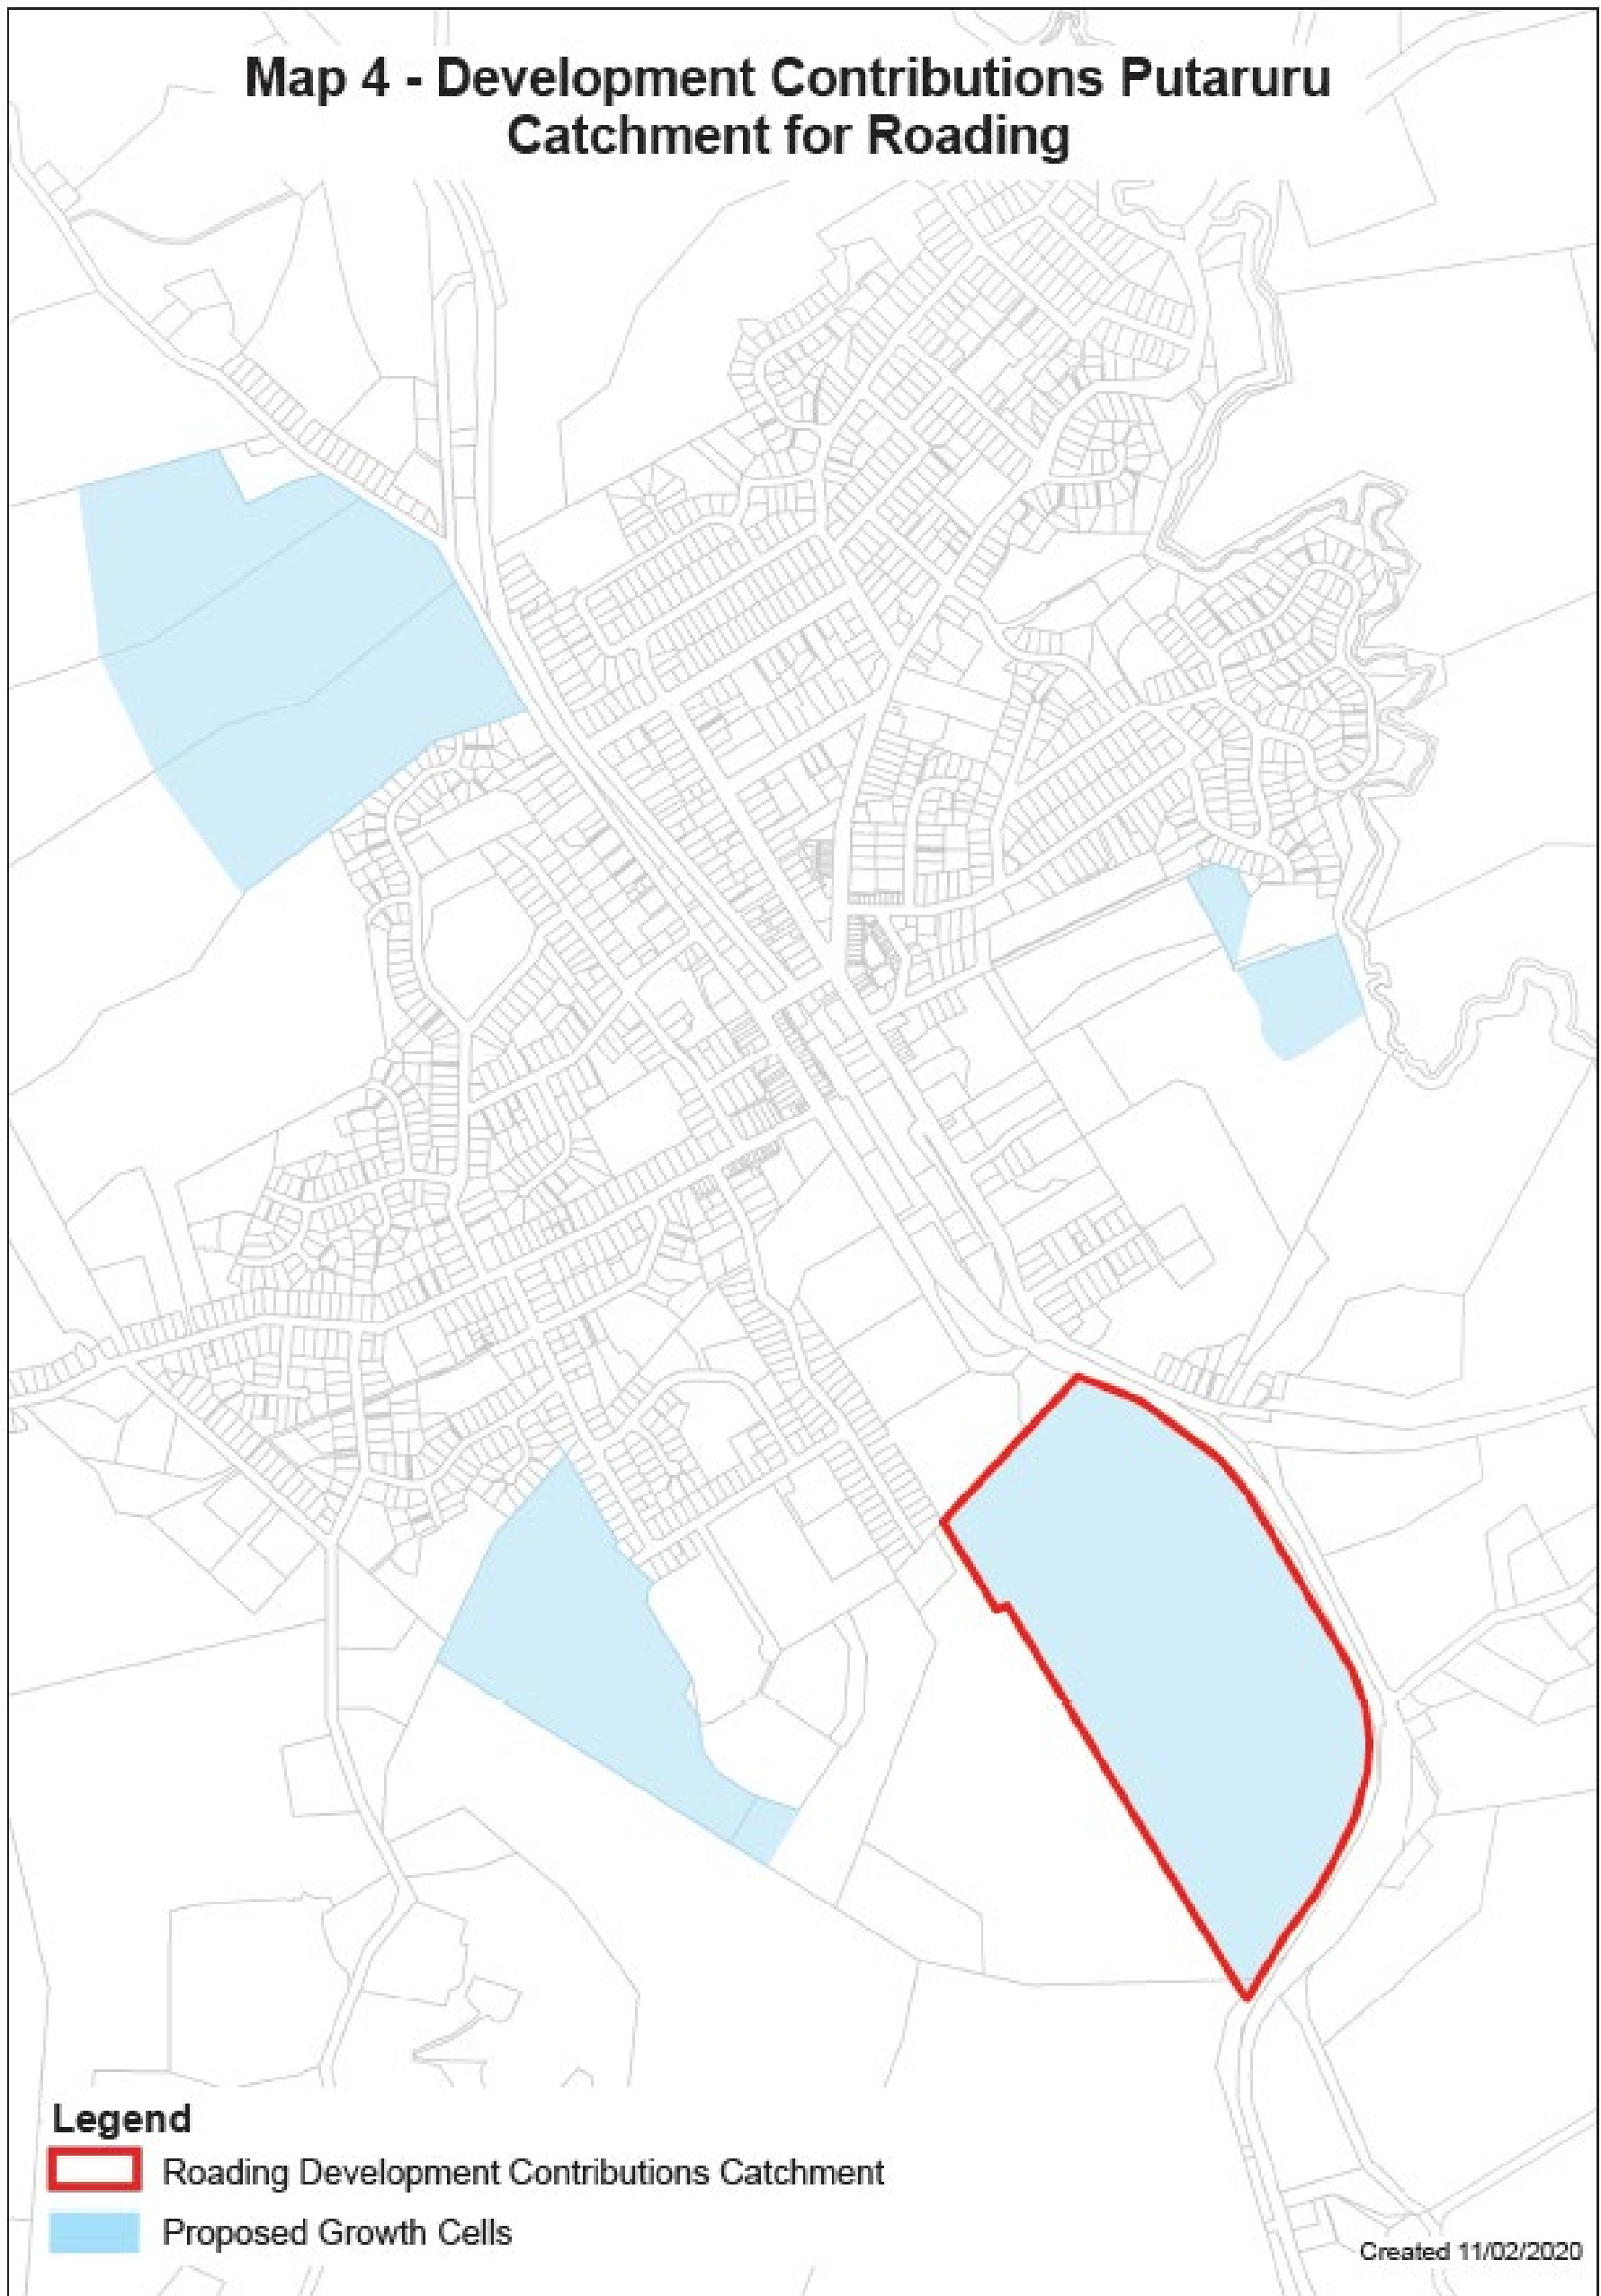 Map 4 - Development Contributions Putaruru
Catchment for Roading
Legend
Roading Development Contributions Catchment
Proposed Growth Cells
Created 11/02/2020